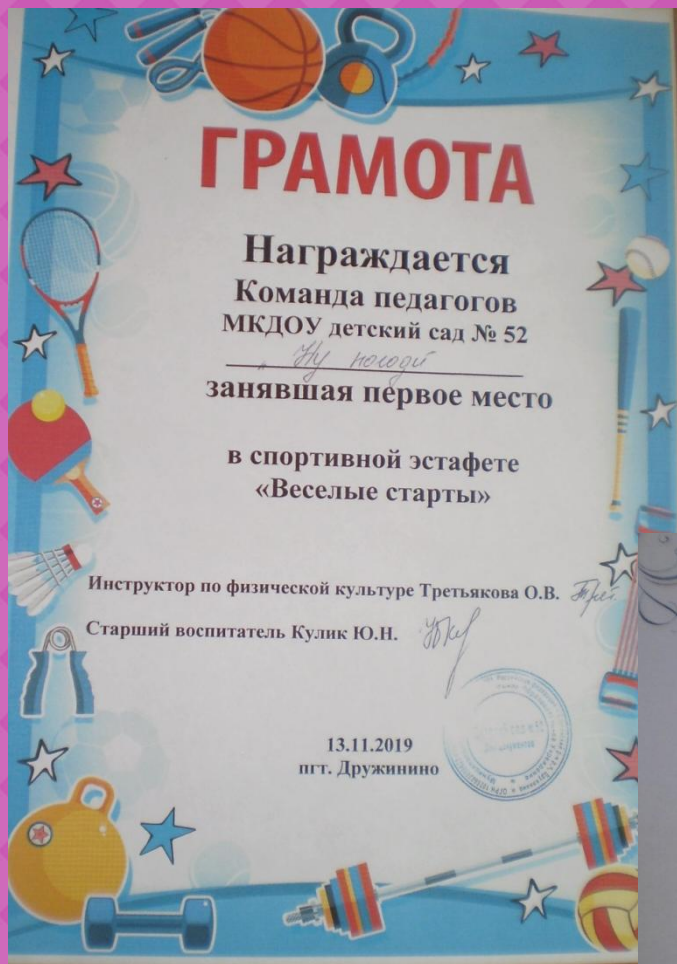 ГРАМОТА
Награждается
Команда педагогов
МКДОУ детский сад № 52
„ Ну погоди
занявшая первое место
в спортивной эстафете
«Веселые старты»
Инструктор по физической культуре Третьякова О.В.
Старший воспитатель Кулик Ю.Н.
13.11.2019
пгт. Дружинино